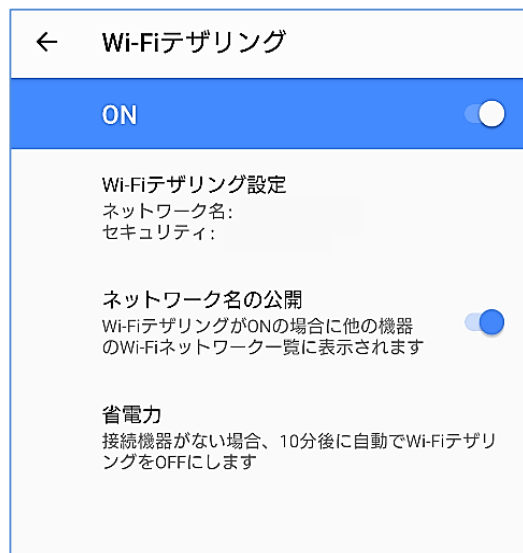 Wi-Fiテザリング
ON
Wi-Fiテザリング設定
ネットワーク名:
セキュリティ:
ネットワーク名の公開
Wi-FiテザリングがONの場合に他の機器
のWi-Fiネットワーク一覧に表示されます
省電力
接続機器がない場合、10分後に自動でWi-Fiテザリ
ングをOFFにします